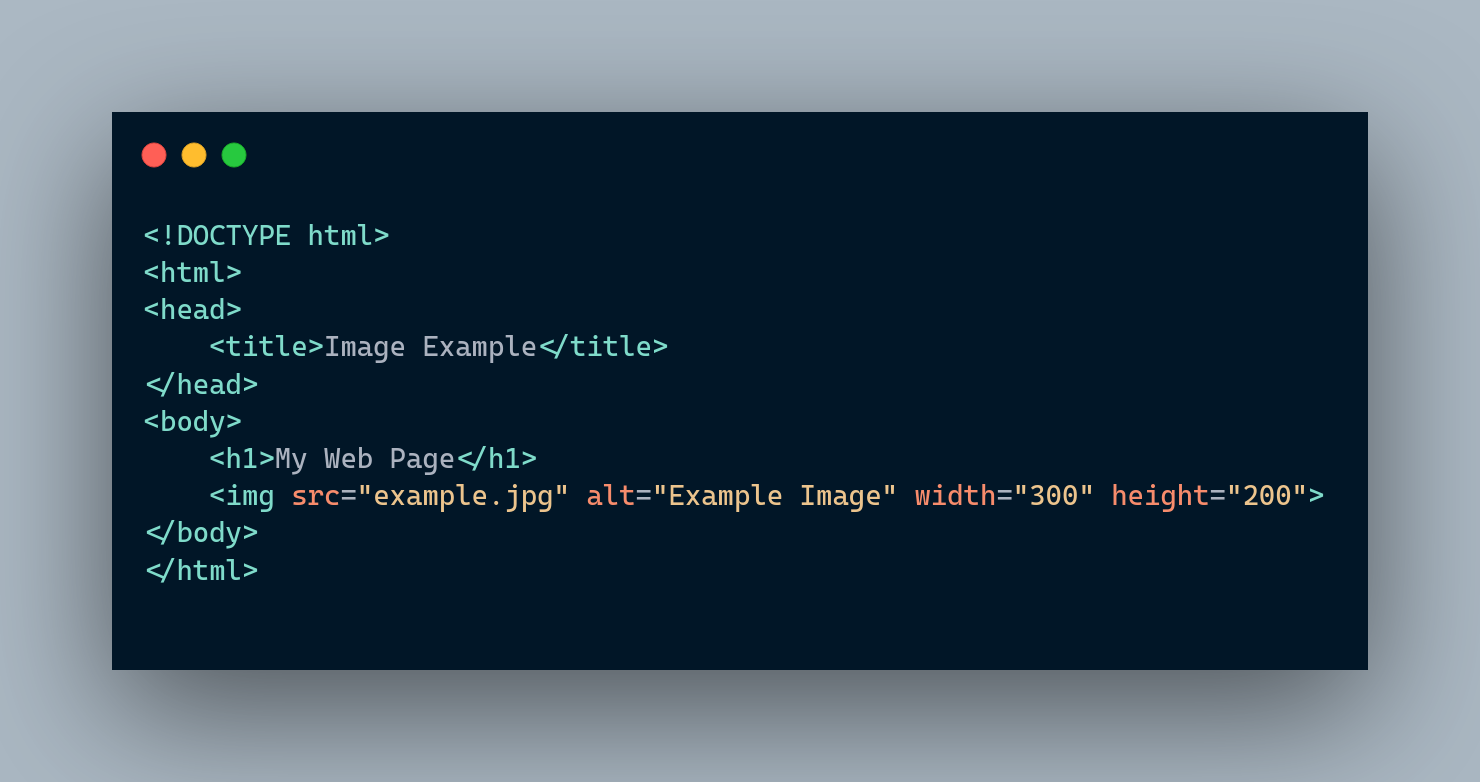 <!DOCTYPE html>
<html>
<head>
    <title>Image Example</title>
</head>
<body>
    <h1>My Web Page</h1>
    <img src="example.jpg" alt="Example Image" width="300" height="200">
</body>
</html>